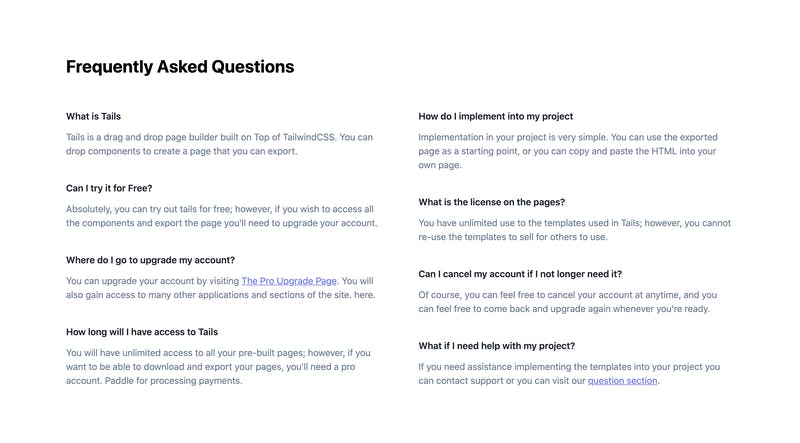 Frequently Asked Questions
What is Tails
Tails is a drag and drop page builder built on Top of TailwindCSS. You can
drop components to create a page that you can export.
Can I try it for Free?
Absolutely, you can try out tails for free; however, if you wish to access all
the components and export the page you'll need to upgrade your account.
Where do I go to upgrade my account?
You can upgrade your account by visiting The Pro Upgrade Page. You will
also gain access to many other applications and sections of the site. here.
How long will I have access to Tails
You will have unlimited access to all your pre-built pages; however, if you
want to be able to download and export your pages, you'll need a pro
account. Paddle for processing payments.
How do I implement into my project
Implementation in your project is very simple. You can use the exported
page as a starting point, or you can copy and paste the HTML into your
own page.
What is the license on the pages?
You have unlimited use to the templates used in Tails; however, you cannot
re-use the templates to sell for others to use.
Can I cancel my account if I not longer need it?
Of course, you can feel free to cancel your account at anytime, and you
can feel free to come back and upgrade again whenever you're ready.
What if I need help with my project?
If you need assistance implementing the templates into your project you
can contact support or you can visit our question section.